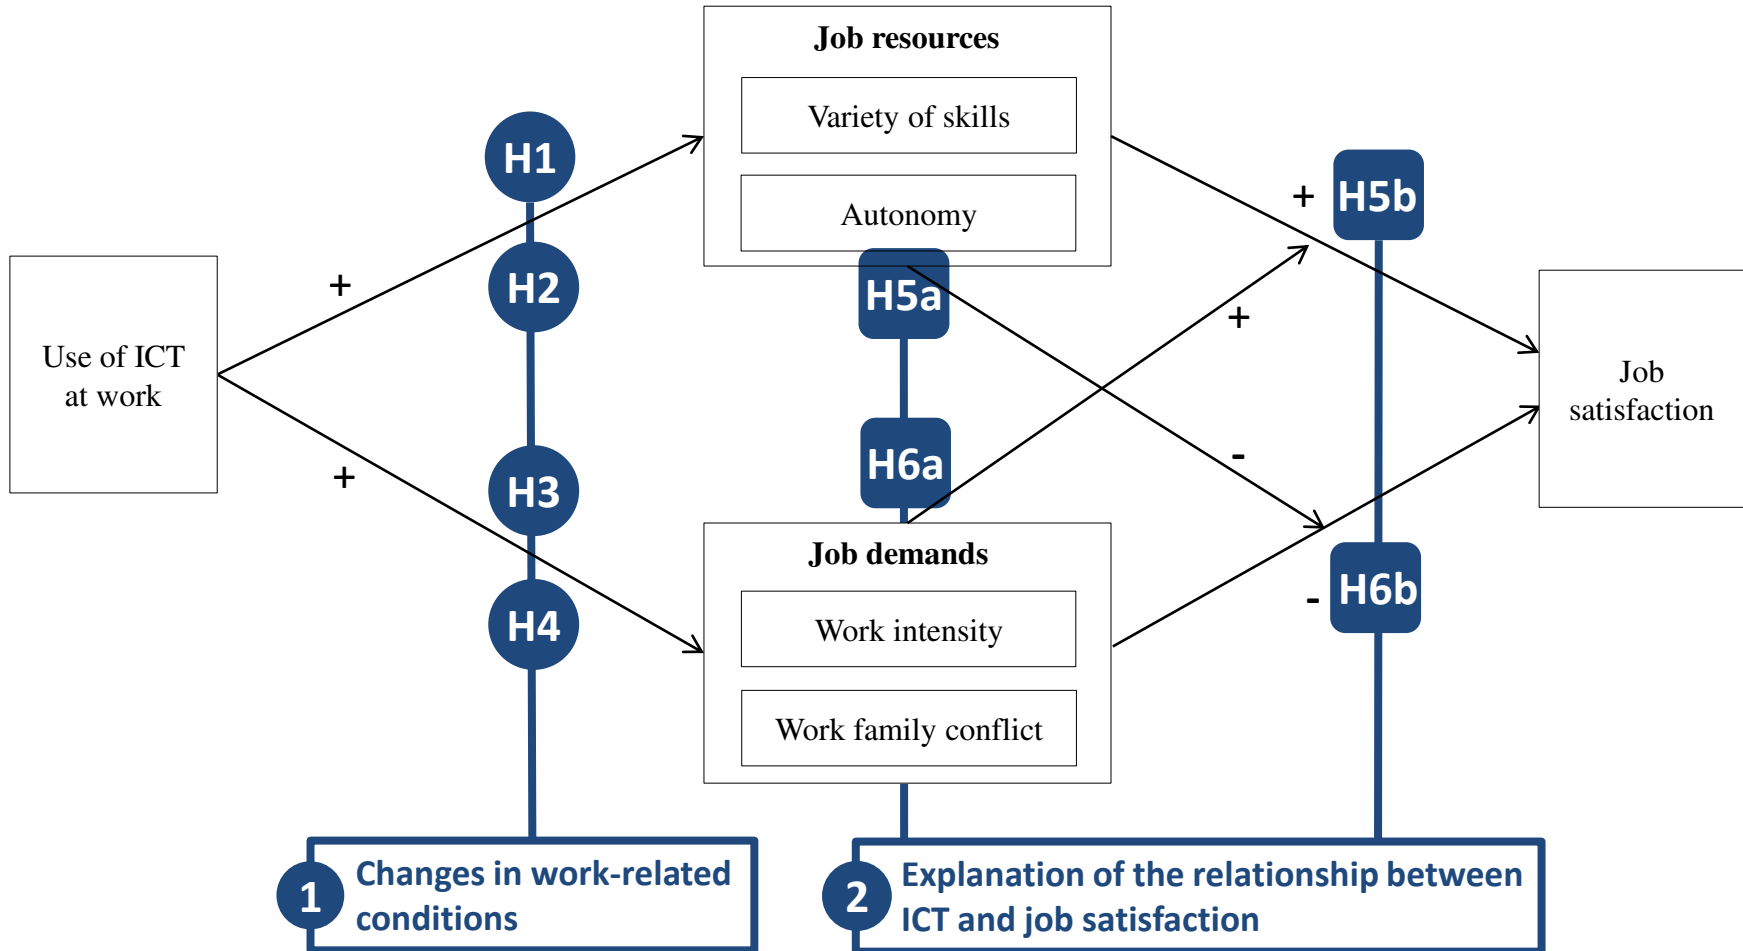 Job resources
Variety of skills
Autonomy
H1
H2
H3
H4
+
+
Use of ICT
at work
H5a
H6a
+
H5b
+
-
-
H6b
Job
satisfaction
Job demands
Work intensity
Work family conflict
1
Changes in work-related
conditions
2
Explanation of the relationship between
ICT and job satisfaction